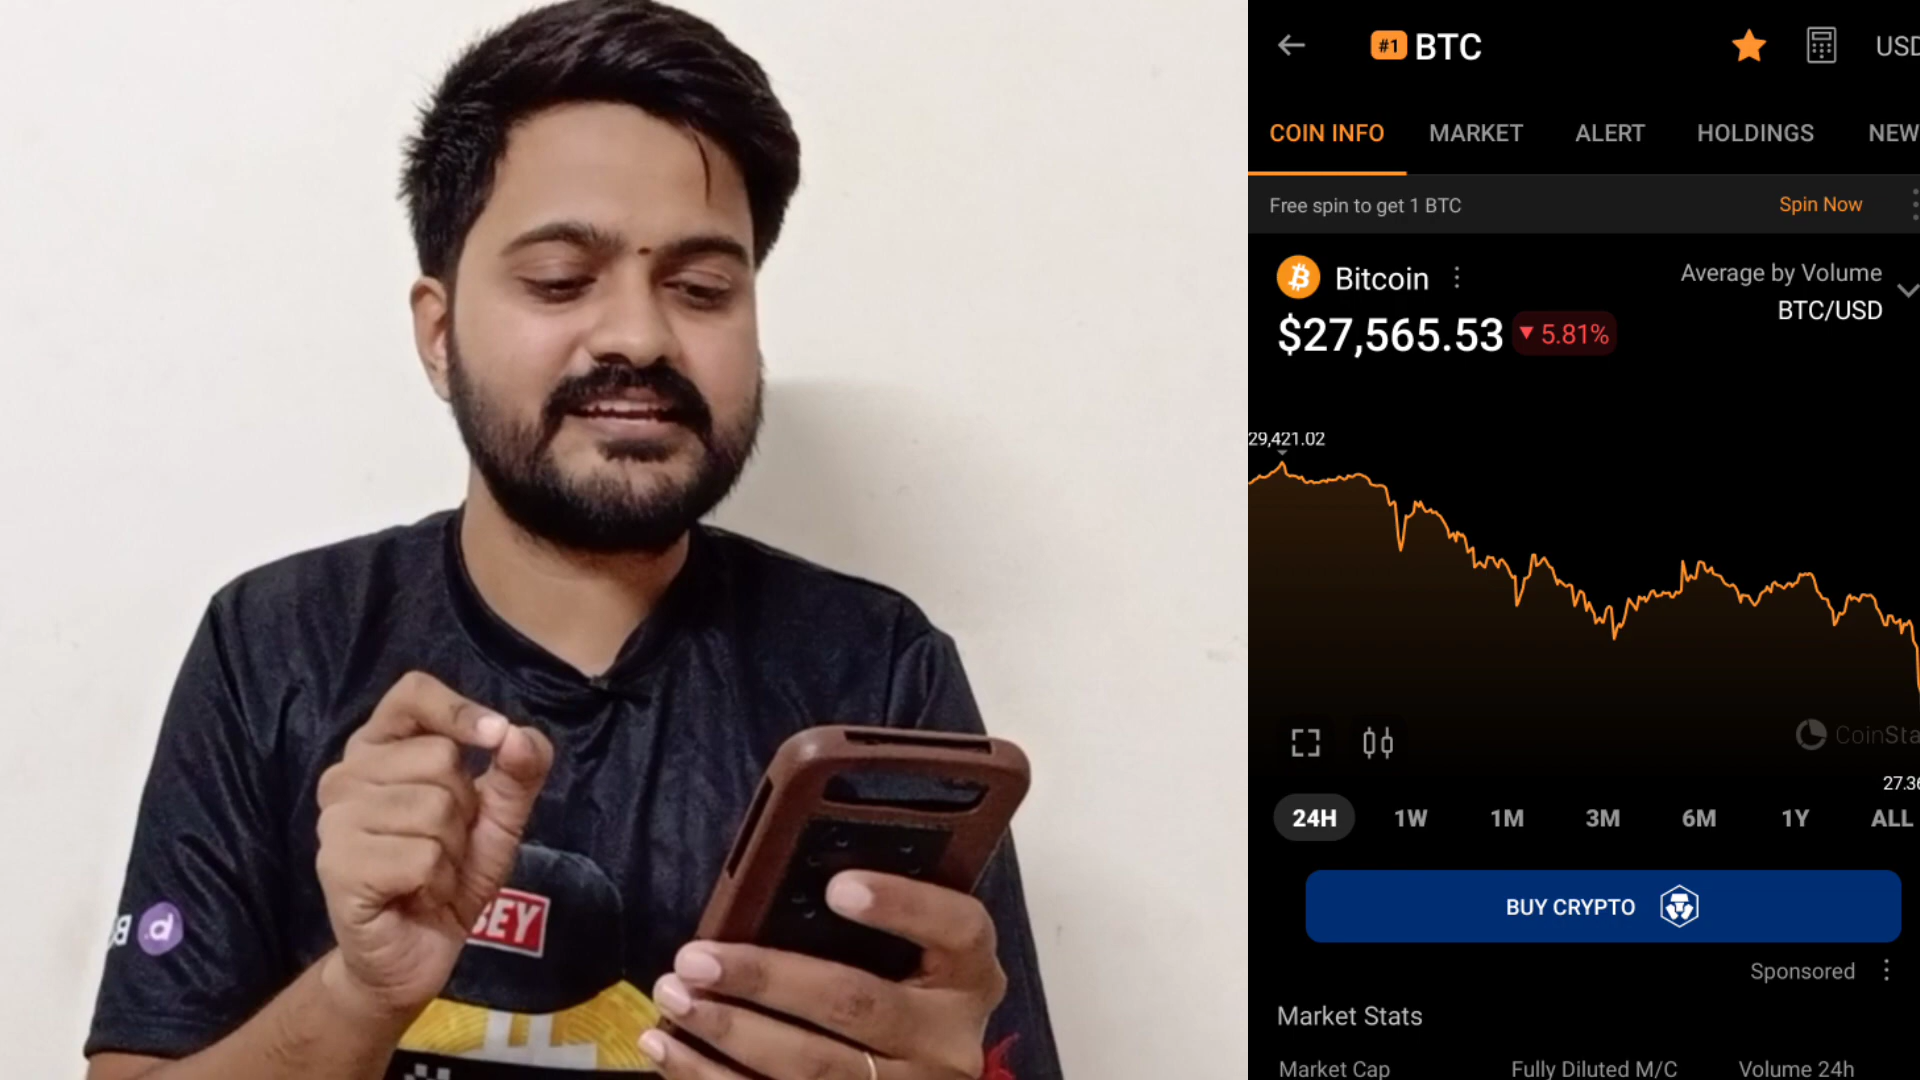 #1 BTC
USD
COIN INFO MARKET ALERT HOLDINGS NEW
Free spin to get 1 BTC Spin Now
Bitcoin
Average by Volume
$27,565.53 5.81%
BTC/USD
29,421.02
CoinSta
27.36
24H 1W 1M 3M 6M 1Y ALL
BUY CRYPTO
Sponsored
Market Stats
Market Cap Fully Diluted M/C Volume 24h
BEY